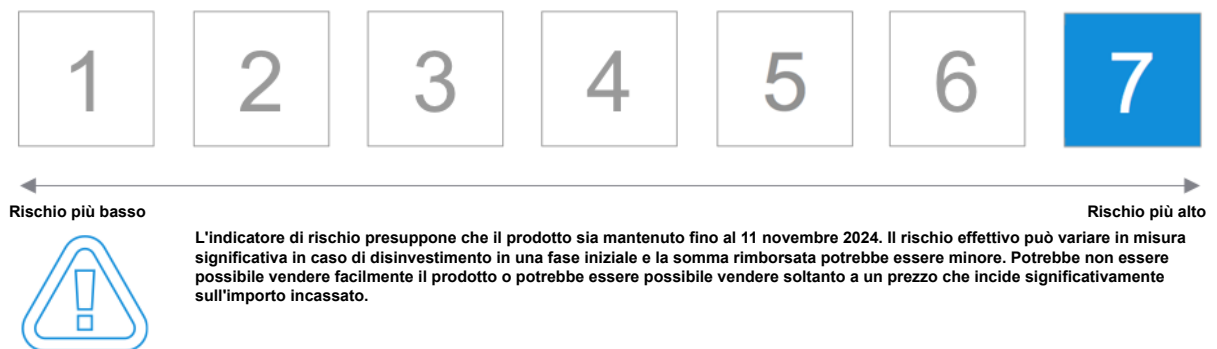 1 2 3 4 5 6 7
Rischio più basso Rischio più alto
L'indicatore di rischio presuppone che il prodotto sia mantenuto fino al 11 novembre 2024. Il rischio effettivo può variare in misura
significativa in caso di disinvestimento in una fase iniziale e la somma rimborsata potrebbe essere minore. Potrebbe non essere
possibile vendere facilmente il prodotto o potrebbe essere possibile vendere soltanto a un prezzo che incide significativamente
sull'importo incassato.